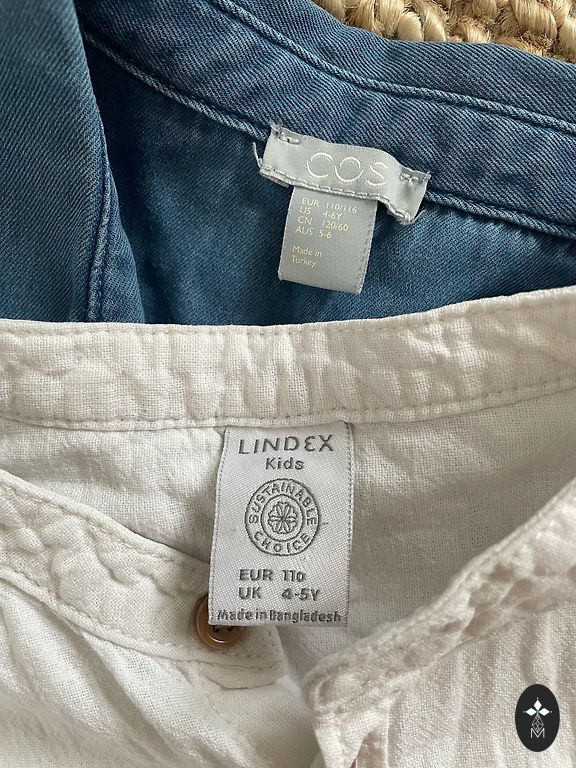 COS
EUR 110/116
US 4-6Y
CN 120/60
AUS 5-6
Made in
Turkey
LINDEX
Kids
SUSTAINABLE
CHOICE
EUR 110
UK 4-5Y
Made in Bangladesh
M